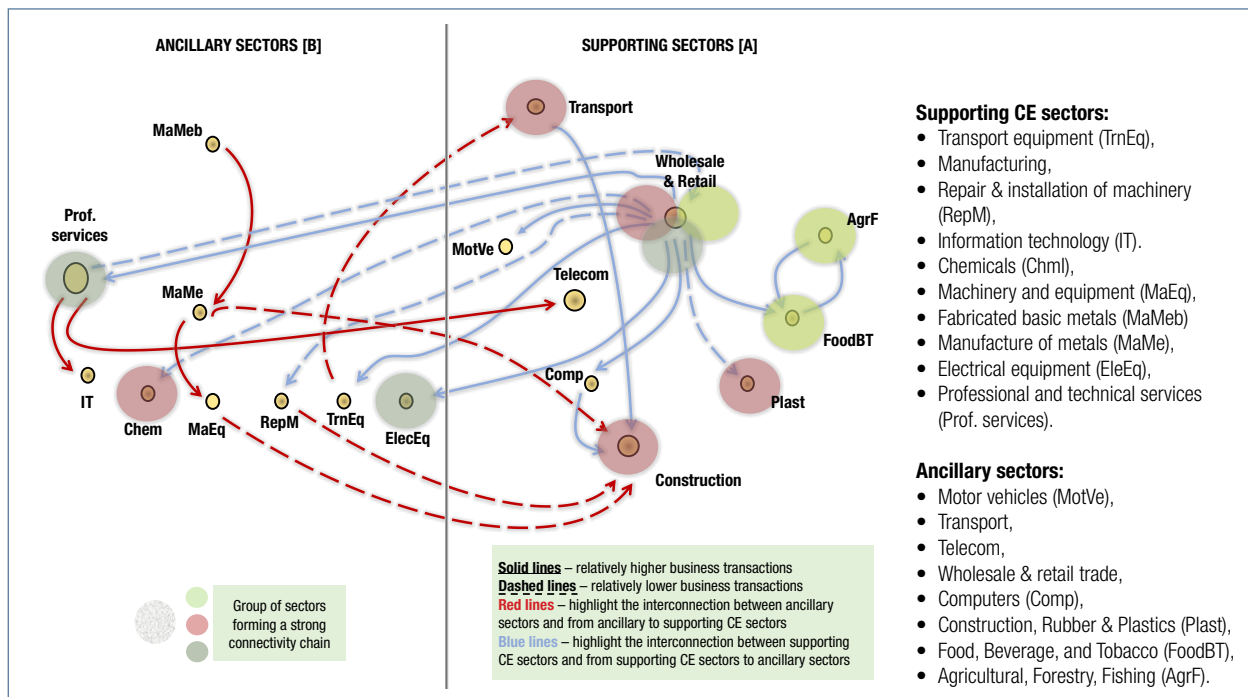 ANCILLARY SECTORS [B]
SUPPORTING SECTORS [A]
Transport
MaMeb
Wholesale
& Retail
Prof.
services
AgrF
MotVe
Telecom
MaMe
FoodBT
Comp
IT
Chem
MaEq
RepM
TrnEq
ElecEq
Plast
Construction
Group of sectors
forming a strong
connectivity chain
Solid lines – relatively higher business transactions
Dashed lines – relatively lower business transactions
Red lines – highlight the interconnection between ancillary
sectors and from ancillary to supporting CE sectors
Blue lines – highlight the interconnection between supporting
CE sectors and from supporting CE sectors to ancillary sectors
Supporting CE sectors:
• Transport equipment (TrnEq),
• Manufacturing,
• Repair & installation of machinery
(RepM),
• Information technology (IT).
• Chemicals (Chml),
• Machinery and equipment (MaEq),
• Fabricated basic metals (MaMeb)
• Manufacture of metals (MaMe),
• Electrical equipment (EleEq),
• Professional and technical services
(Prof. services).
Ancillary sectors:
• Motor vehicles (MotVe),
• Transport,
• Telecom,
• Wholesale & retail trade,
• Computers (Comp),
• Construction, Rubber & Plastics (Plast),
• Food, Beverage, and Tobacco (FoodBT),
• Agricultural, Forestry, Fishing (AgrF).